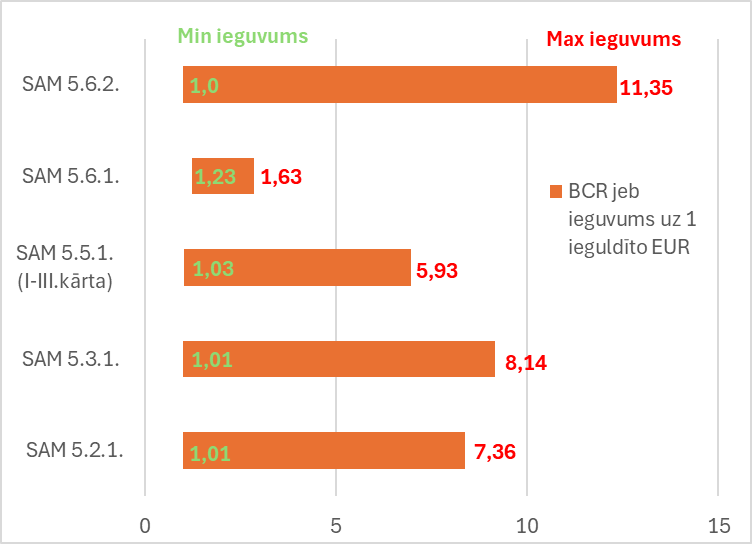 Min ieguvums
Max ieguvums
SAM 5.6.2.
1,0
11,35
SAM 5.6.1.
1,23
1,63
BCR jeb
ieguvums uz 1
ieguldīto EUR
SAM 5.5.1.
(I-III.kārta)
1,03
5,93
SAM 5.3.1.
1,01
8,14
SAM 5.2.1.
1,01
7,36
0
5
10
15